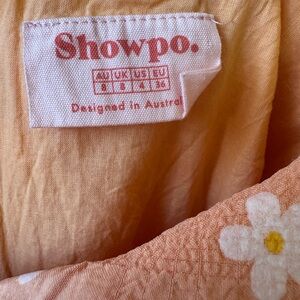 Showpo.
AU UK US EU
8 8 4 36
Designed in Austral